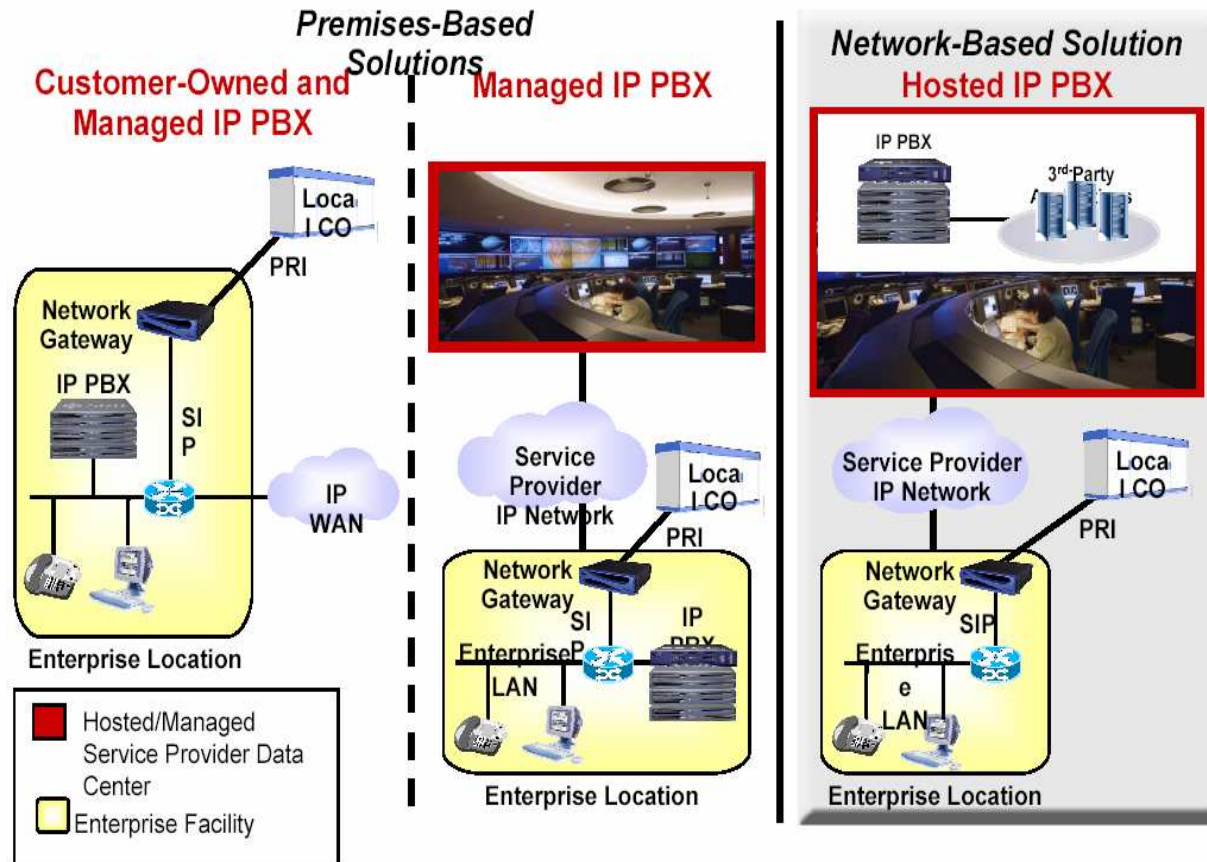 Premises-Based
Solutions
Customer-Owned and
Managed IP PBX
Loca
l CO
PRI
Network
Gateway
IP PBX
SI
P
IP
WAN
Enterprise Location
Hosted/Managed
Service Provider Data
Center
Enterprise Facility
Managed IP PBX
Service
Provider
IP Network
Loca
l CO
PRI
Network
Gateway
SI
P
IP
PBX
Enterprise
LAN
Enterprise Location
Network-Based Solution
Hosted IP PBX
IP PBX
3rd-Party
Service Provider
IP Network
Loca
l CO
PRI
Network
Gateway
SIP
Enterpris
e
LAN
Enterprise Location